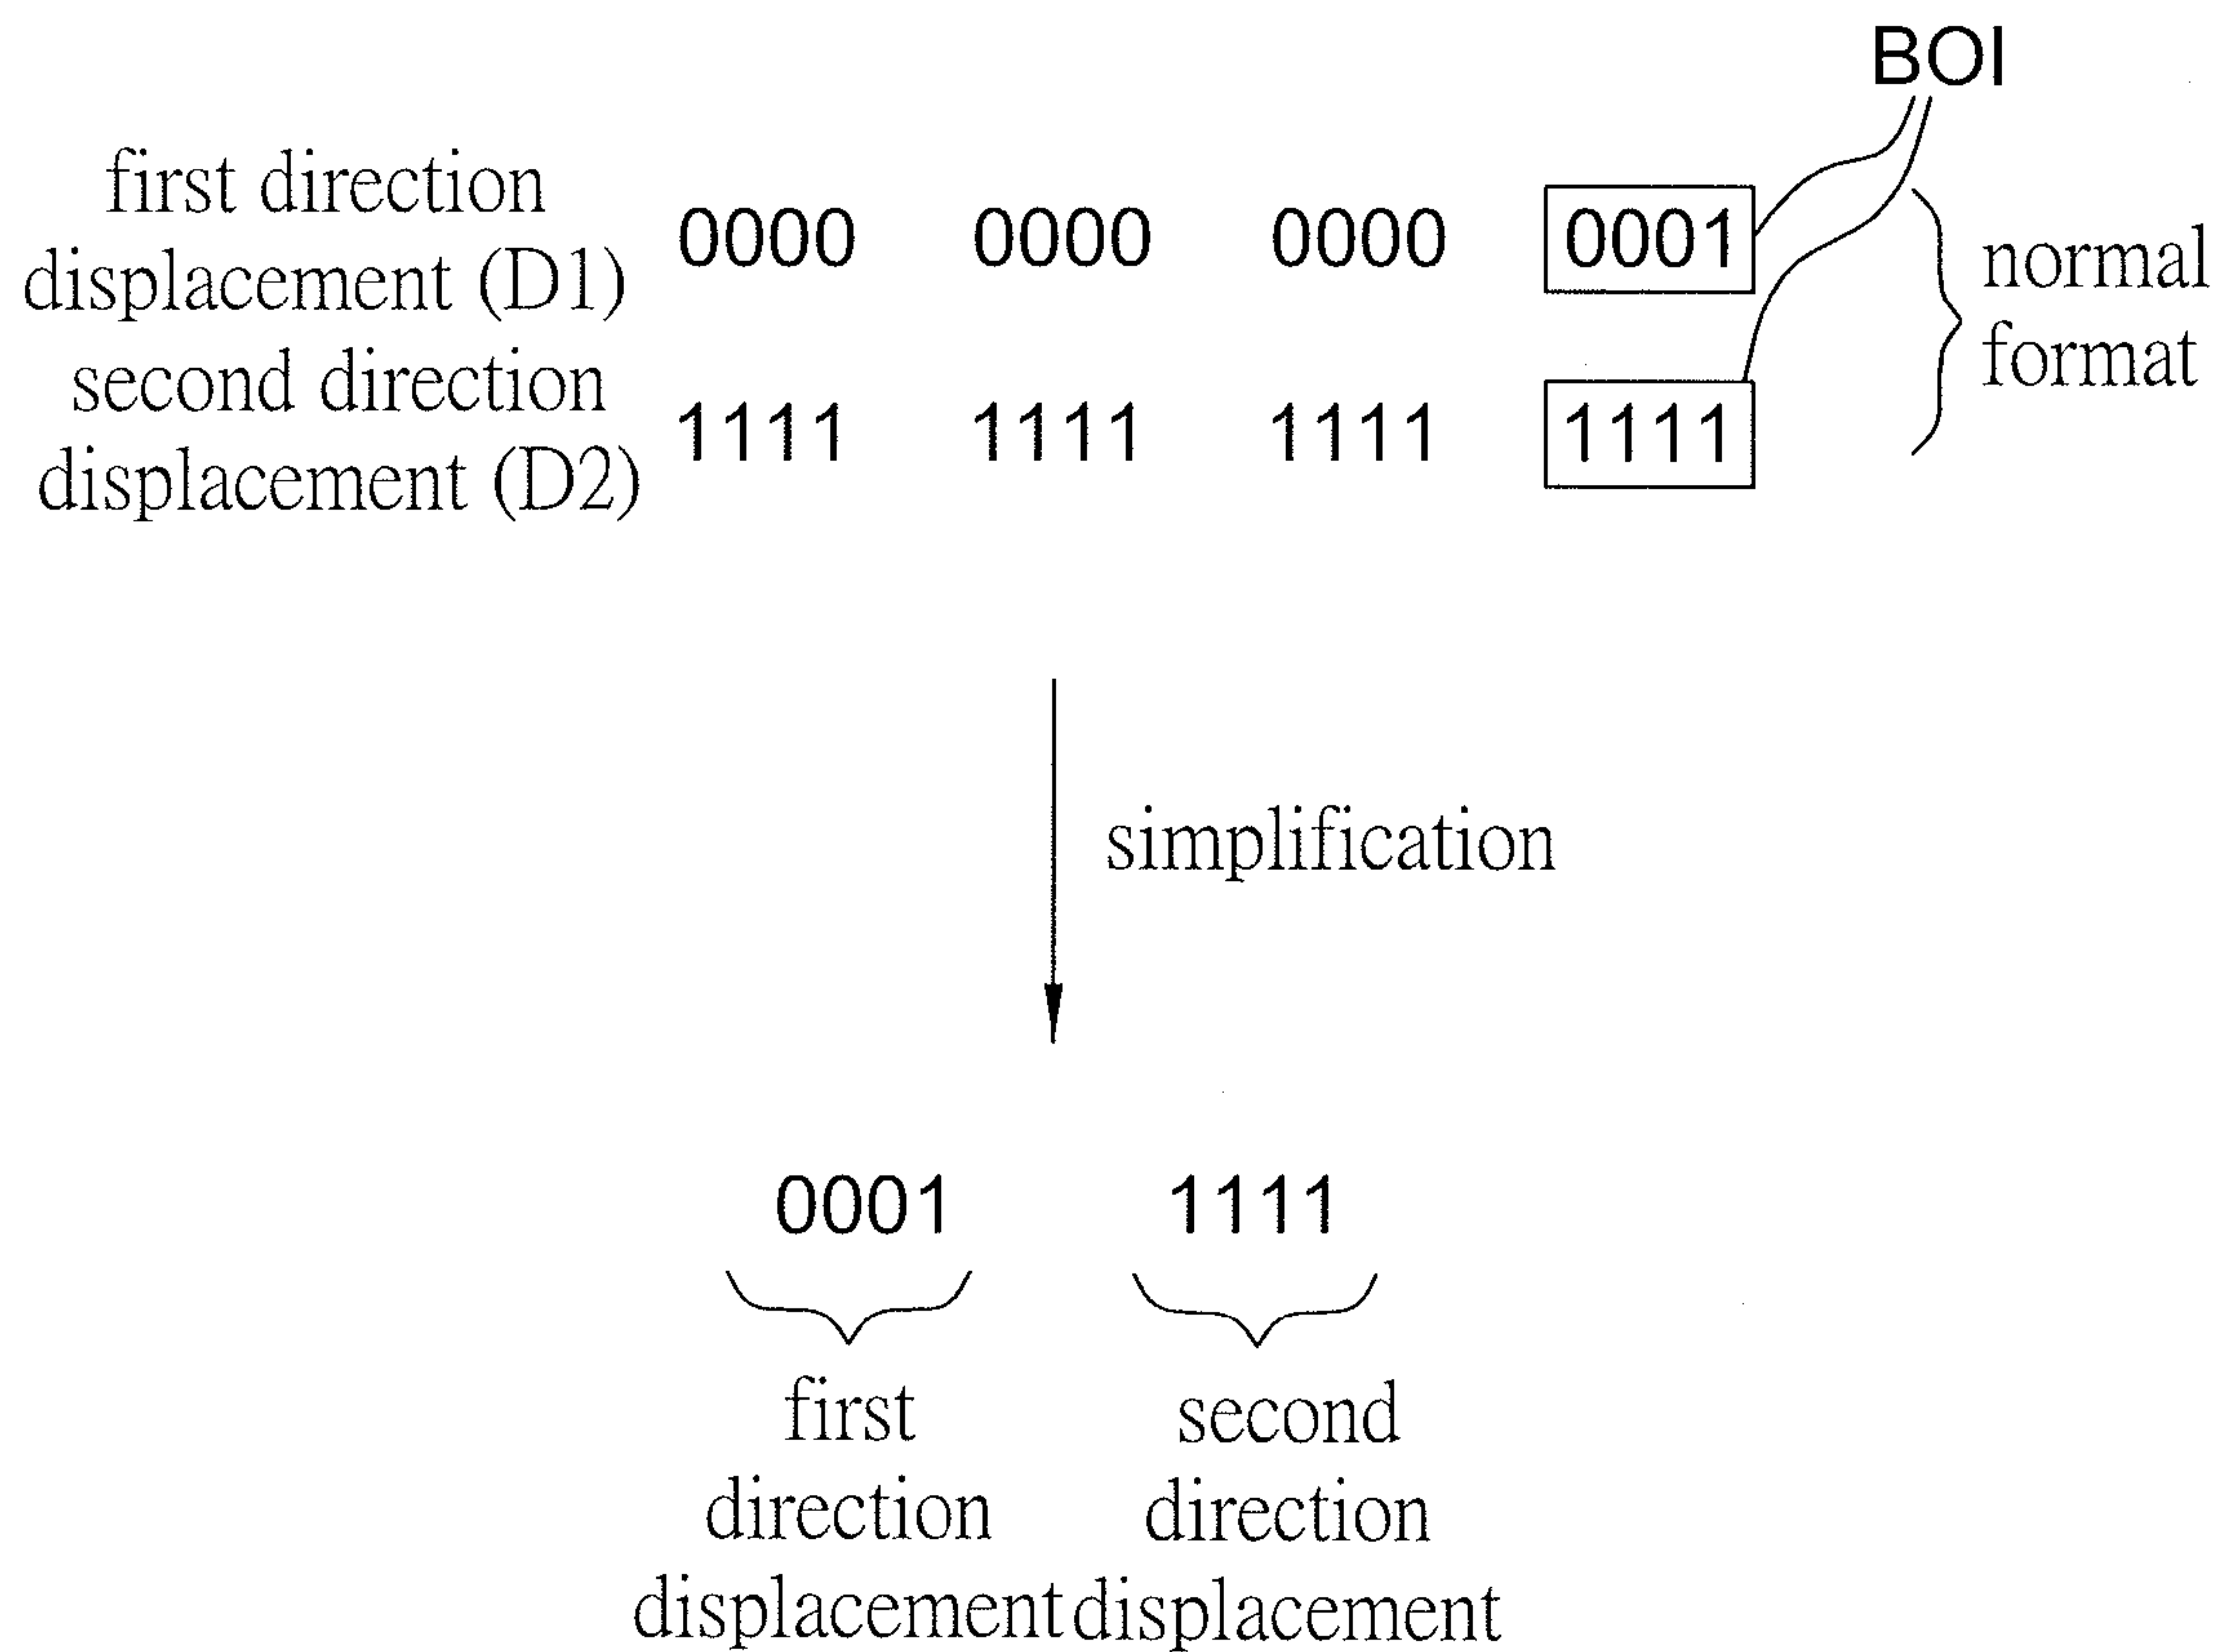 BOI
first direction
displacement (D1)
0000 0000 0000 0001
second direction
displacement (D2)
1111 1111 1111 1111
normal
format
simplification
0001 1111
first
direction
displacement
second
direction
displacement